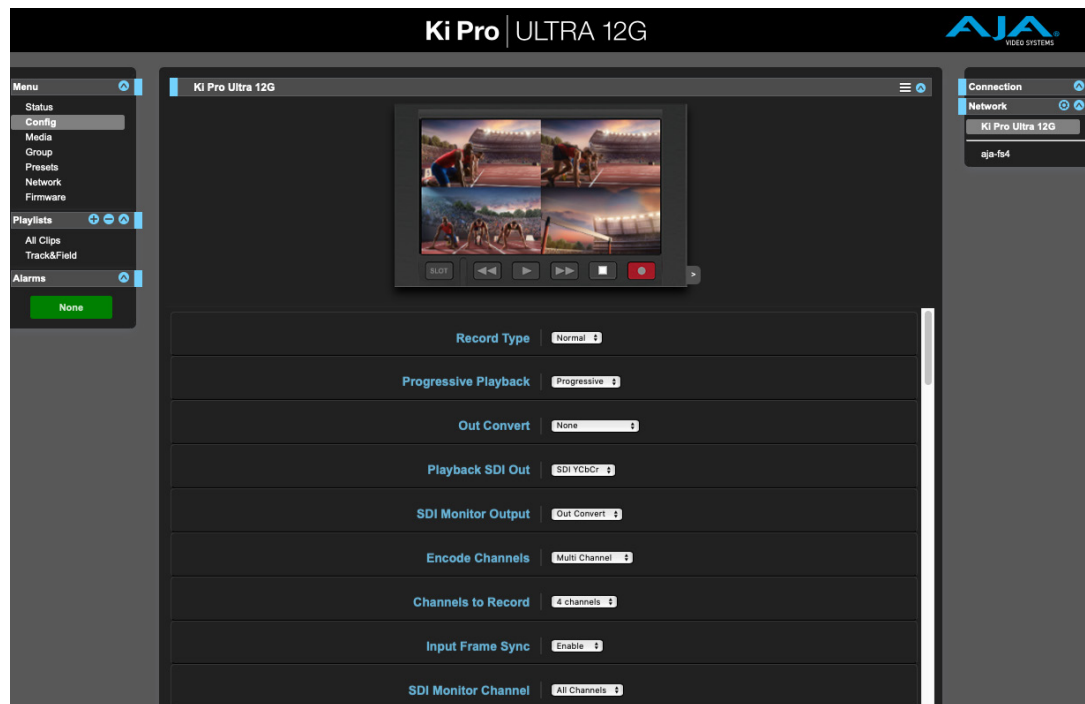 Ki Pro ULTRA 12G
AJA
VIDEO SYSTEMS
Menu
Status
Config
Media
Group
Presets
Network
Firmware
Playlists
All Clips
Track&Field
Alarms
None
Ki Pro Ultra 12G
SLOT
>
Record Type Normal
Progressive Playback Progressive
Out Convert None
Playback SDI Out SDI YCbCr
SDI Monitor Output Out Convert
Encode Channels Multi Channel
Channels to Record 4 channels
Input Frame Sync Enable
SDI Monitor Channel All Channels
Connection
Network
Ki Pro Ultra 12G
aja-fs4